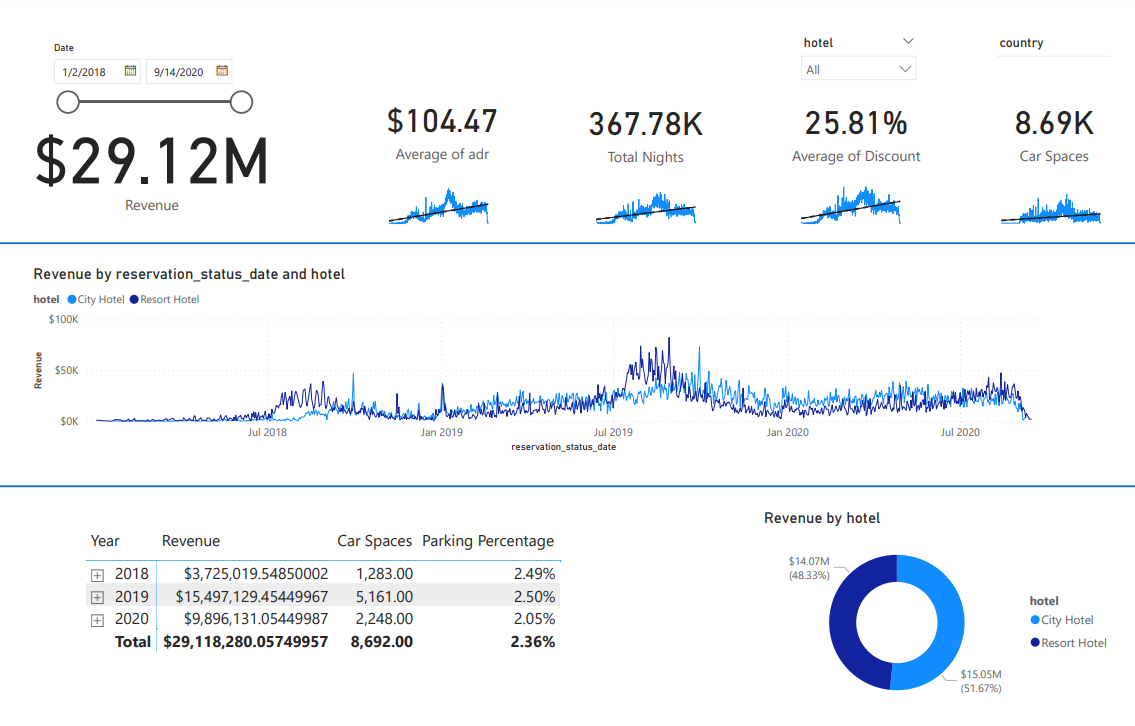 Date
1/2/2018 9/14/2020
hotel
All
country
$29.12M
Revenue
$104.47
Average of adr
367.78K
Total Nights
25.81%
Average of Discount
8.69K
Car Spaces
Revenue by reservation_status_date and hotel
hotel City Hotel Resort Hotel
$100K
$50K
$0K
Revenue
Jul 2018 Jan 2019 Jul 2019 Jan 2020 Jul 2020
reservation_status_date
Year Revenue Car Spaces Parking Percentage
2018 $3,725,019.54850002 1,283.00 2.49%
2019 $15,497,129.45449967 5,161.00 2.50%
2020 $9,896,131.05449987 2,248.00 2.05%
Total $29,118,280.05749957 8,692.00 2.36%
Revenue by hotel
$14.07M
(48.33%)
$15.05M
(51.67%)
hotel
City Hotel
Resort Hotel